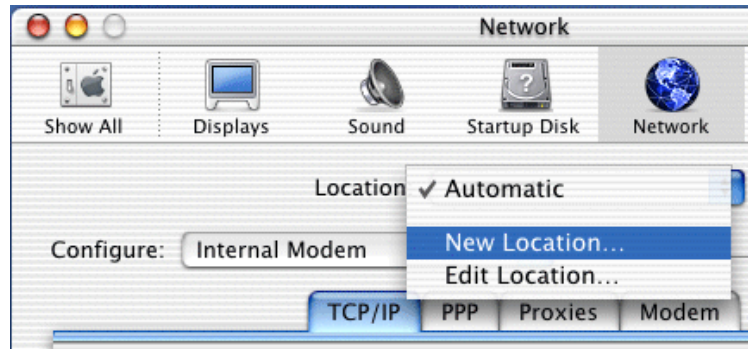 Network
Show All Displays Sound Startup Disk Network
Location ✓ Automatic
New Location...
Configure: Internal Modem
Edit Location...
TCP/IP PPP Proxies Modem